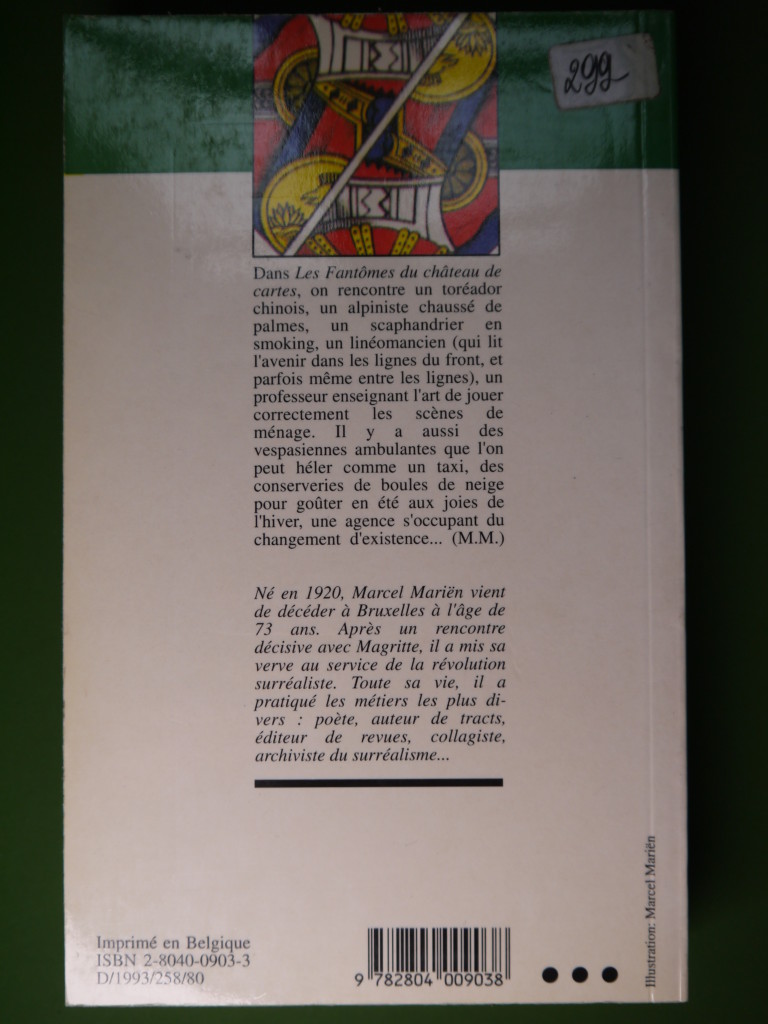 299
Dans Les Fantômes du château de
cartes, on rencontre un toréador
chinois, un alpiniste chaussé de
palmes, un scaphandrier en
smoking, un linéomancien (qui lit
l'avenir dans les lignes du front, et
parfois même entre les lignes), un
professeur enseignant l'art de jouer
correctement les scènes de
ménage. Il y a aussi des
vespasiennes ambulantes que l'on
peut héler comme un taxi, des
conserveries de boules de neige
pour goûter en été aux joies de
l'hiver, une agence s'occupant du
changement d'existence... (M.M.)
Né en 1920, Marcel Mariën vient
de décéder à Bruxelles à l'âge de
73 ans. Après un rencontre
décisive avec Magritte, il a mis sa
verve au service de la révolution
surréaliste. Toute sa vie, il a
pratiqué les métiers les plus di-
vers : poète, auteur de tracts,
éditeur de revues, collagiste,
archiviste du surréalisme...
Imprimé en Belgique
ISBN 2-8040-0903-3
D/1993/258/80
9 782804 009038
Illustration: Marcel Mariën